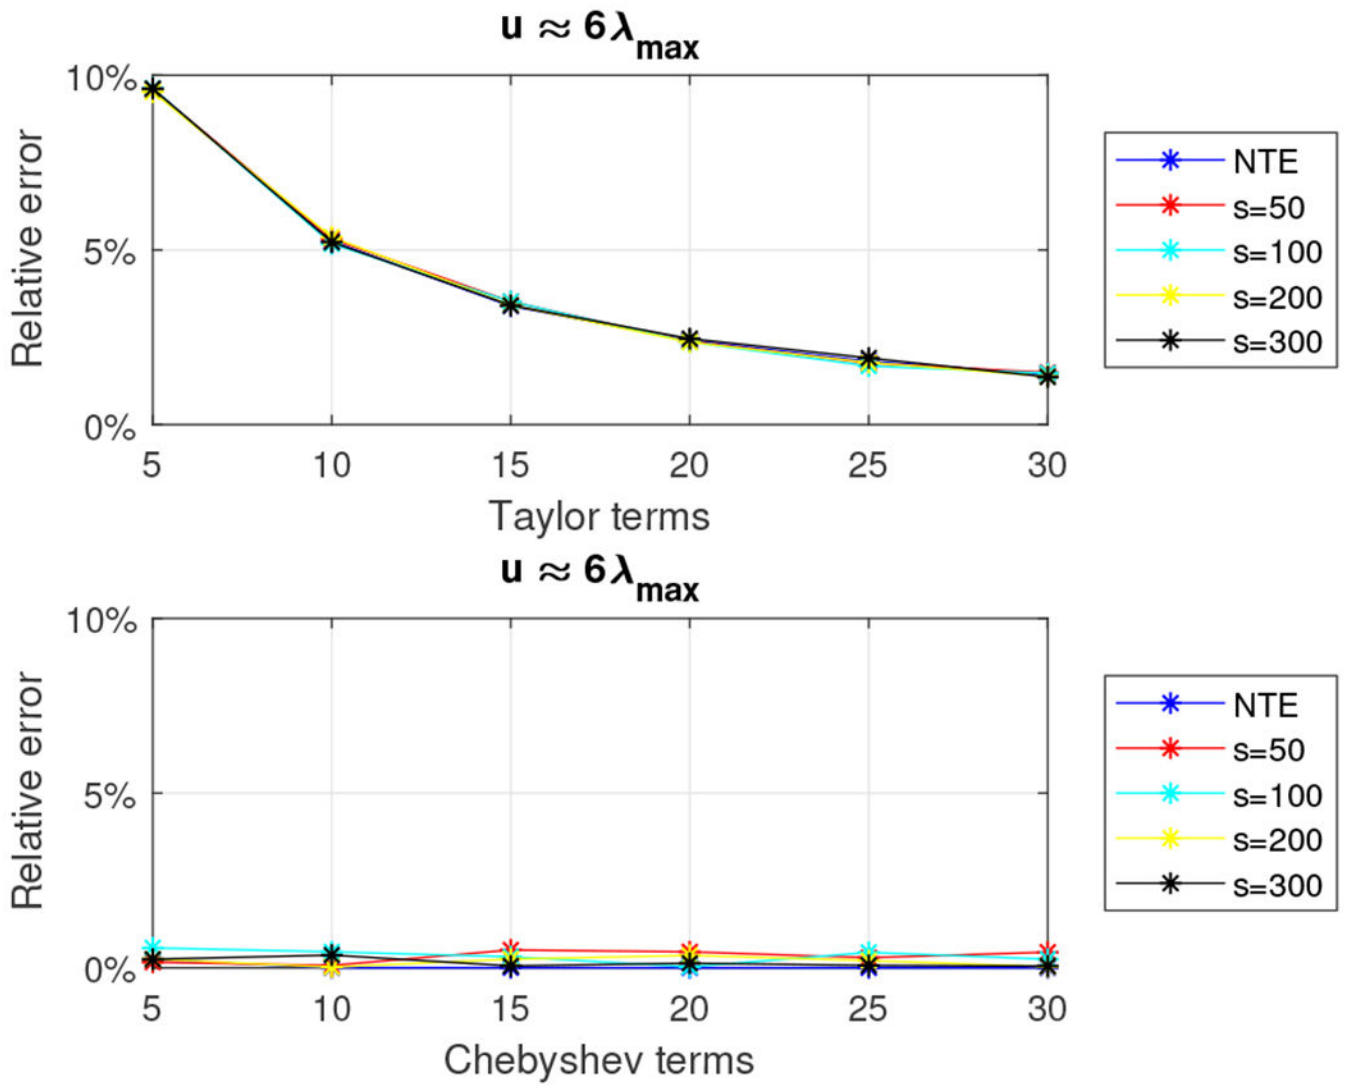 u ≈ 6λmax
10%
5%
0%
Relative error
5 10 15 20 25 30
Taylor terms
NTE
s=50
s=100
s=200
s=300
u ≈ 6λmax
10%
5%
0%
Relative error
5 10 15 20 25 30
Chebyshev terms
NTE
s=50
s=100
s=200
s=300